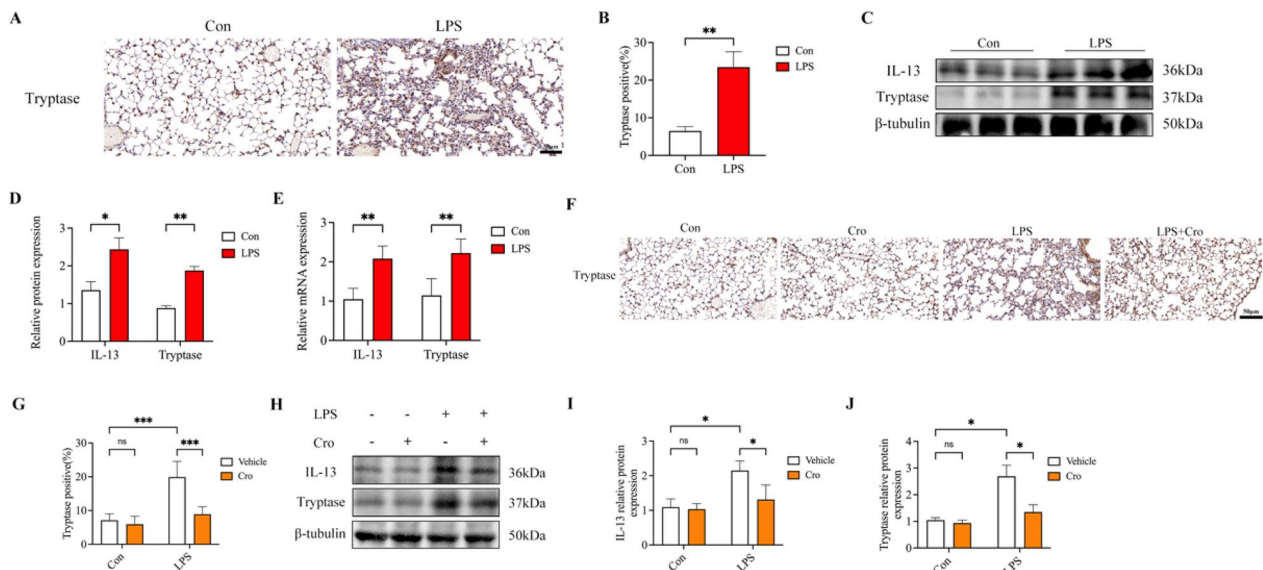 A
Con
LPS
Tryptase
B
Tryptase positive(%)
30
20
10
0
**
Con
LPS
Con
LPS
C
Con
LPS
IL-13
36kDa
Tryptase
37kDa
β-tubulin
50kDa
D
Relative protein expression
3
2
1
0
*
**
Con
LPS
IL-13
Tryptase
E
Relative mRNA expression
3
2
1
0
**
**
Con
LPS
IL-13
Tryptase
F
Con
Cro
LPS
LPS+Cro
Tryptase
50μm
G
Tryptase positive(%)
30
20
10
0
***
ns
***
Vehicle
Cro
Con
LPS
H
LPS - - + +
Cro - + - +
IL-13
36kDa
Tryptase
37kDa
β-tubulin
50kDa
I
IL-13 relative protein
expression
3
2
1
0
*
ns
*
Vehicle
Cro
Con
LPS
J
Tryptase relative protein
expression
4
3
2
1
0
*
ns
*
Vehicle
Cro
Con
LPS